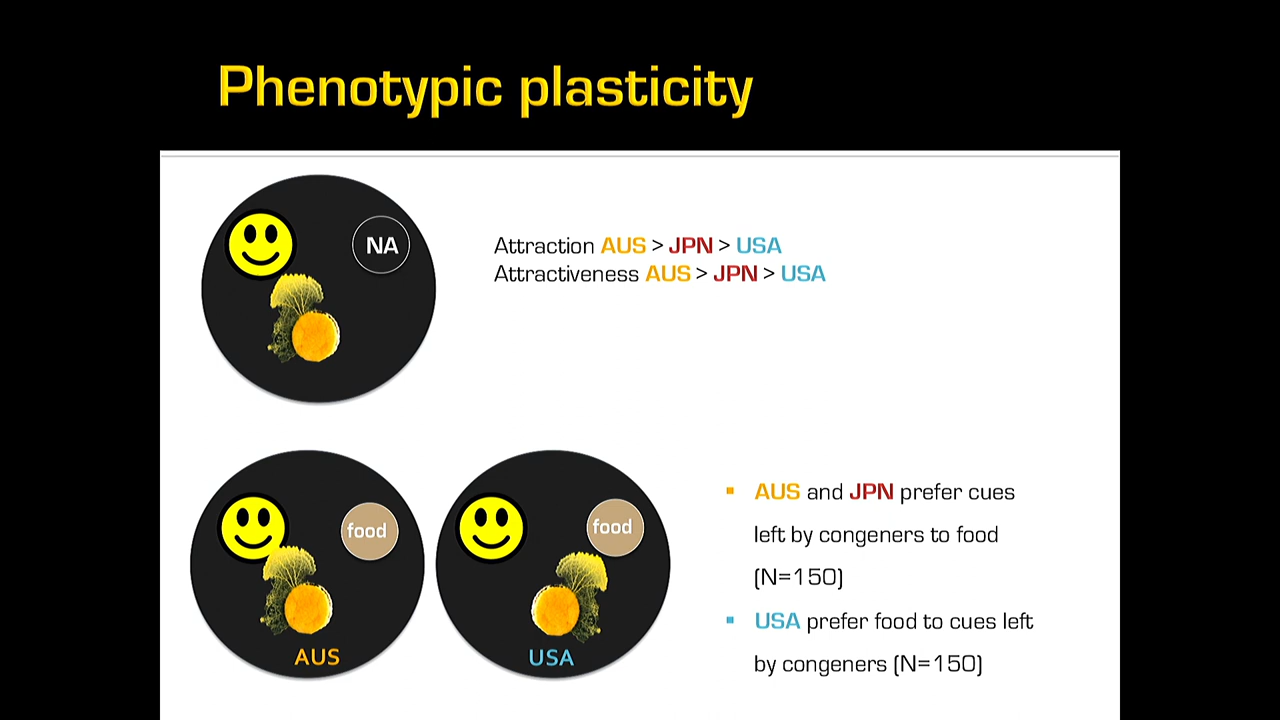 Phenotypic plasticity
NA
Attraction AUS > JPN > USA
Attractiveness AUS > JPN > USA
food
AUS
food
USA
▪ AUS and JPN prefer cues
left by congeners to food
(N=150)
▪ USA prefer food to cues left
by congeners (N=150)